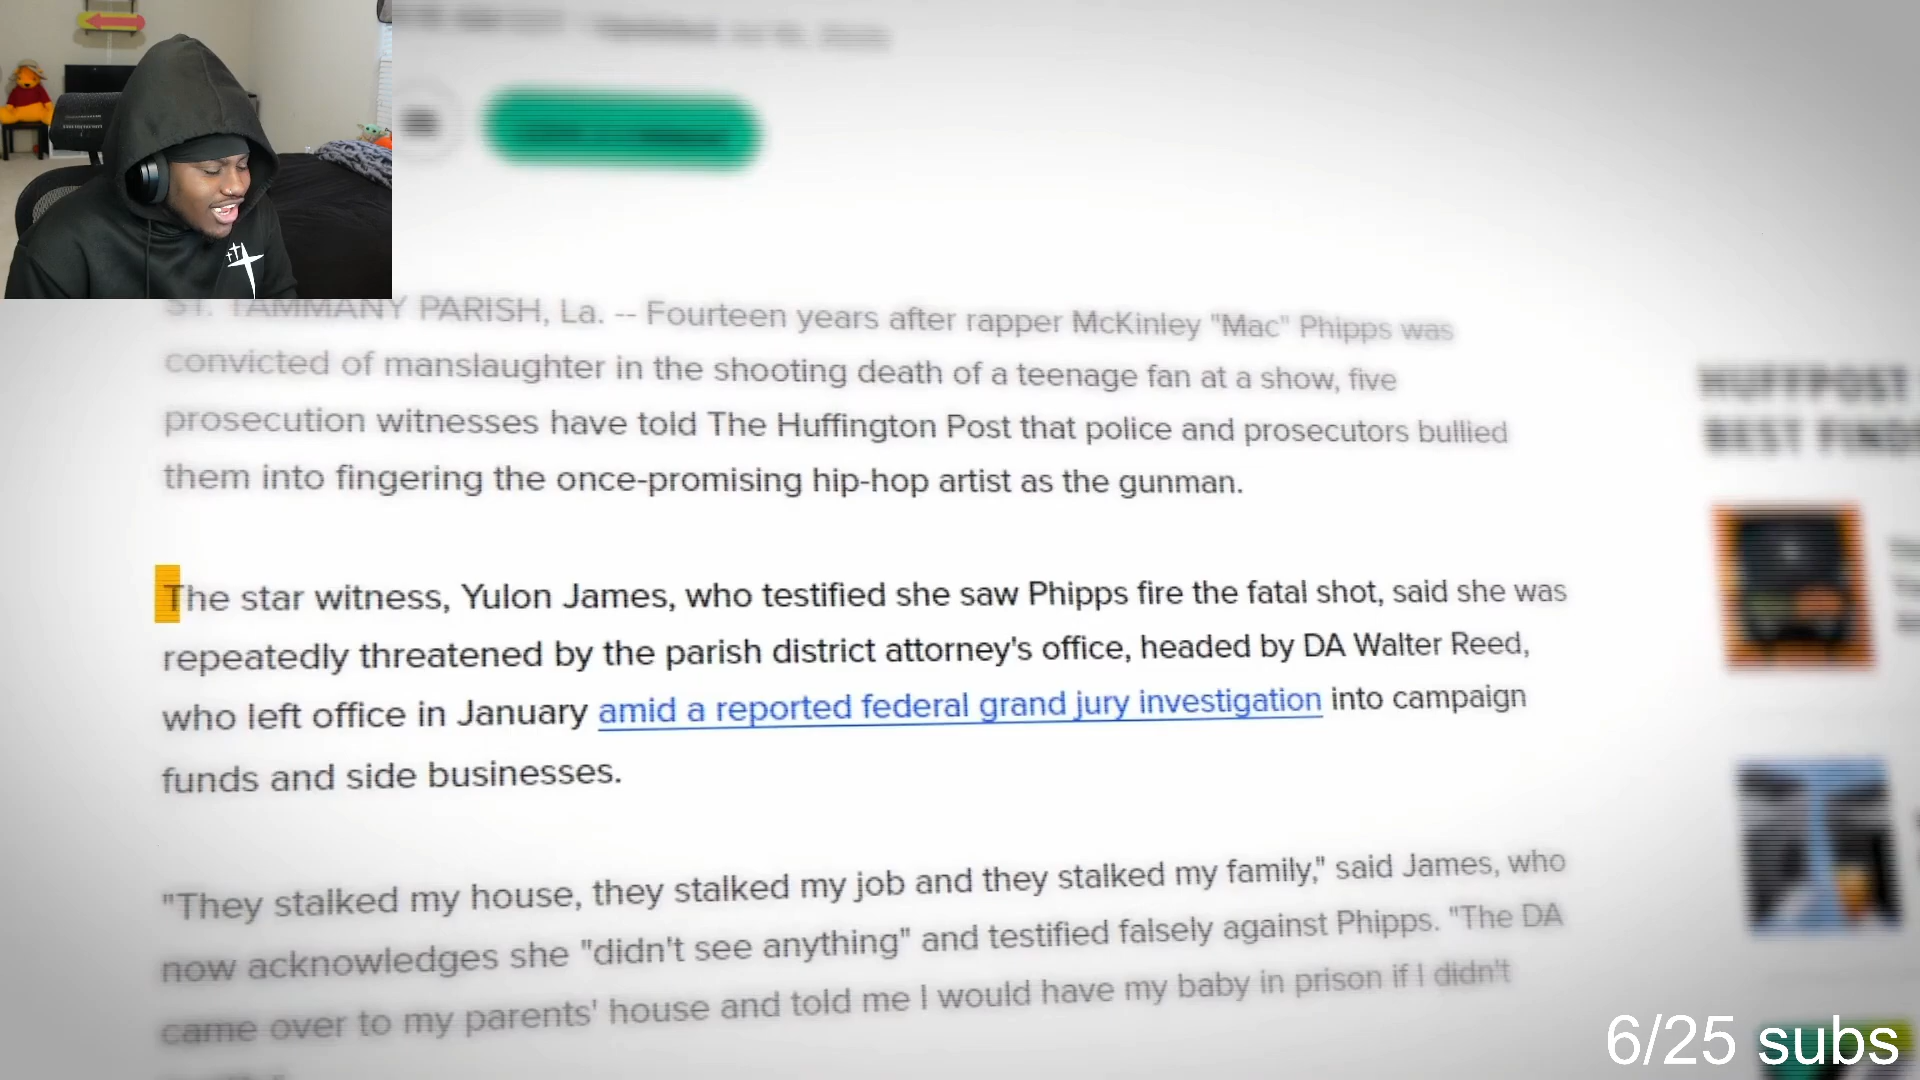 ST. TAMMANY PARISH, La. -- Fourteen years after rapper McKinley "Mac" Phipps was
convicted of manslaughter in the shooting death of a teenage fan at a show, five
prosecution witnesses have told The Huffington Post that police and prosecutors bullied
them into fingering the once-promising hip-hop artist as the gunman.
The star witness, Yulon James, who testified she saw Phipps fire the fatal shot, said she was
repeatedly threatened by the parish district attorney's office, headed by DA Walter Reed,
who left office in January amid a reported federal grand jury investigation into campaign
funds and side businesses.
"They stalked my house, they stalked my job and they stalked my family," said James, who
now acknowledges she "didn't see anything" and testified falsely against Phipps. "The DA
came over to my parents' house and told me I would have my baby in prison if I didn't
HUFFPOST
BEST
6/25 subs